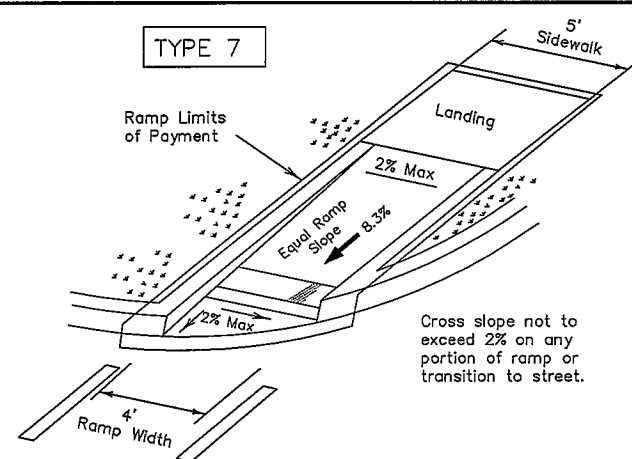 TYPE 7
5'
Sidewalk
Ramp Limits
of Payment
Landing
2% Max
Equal Ramp
Slope
8.3%
2% Max
Cross slope not to
exceed 2% on any
portion of ramp or
transition to street.
4'
Ramp Width